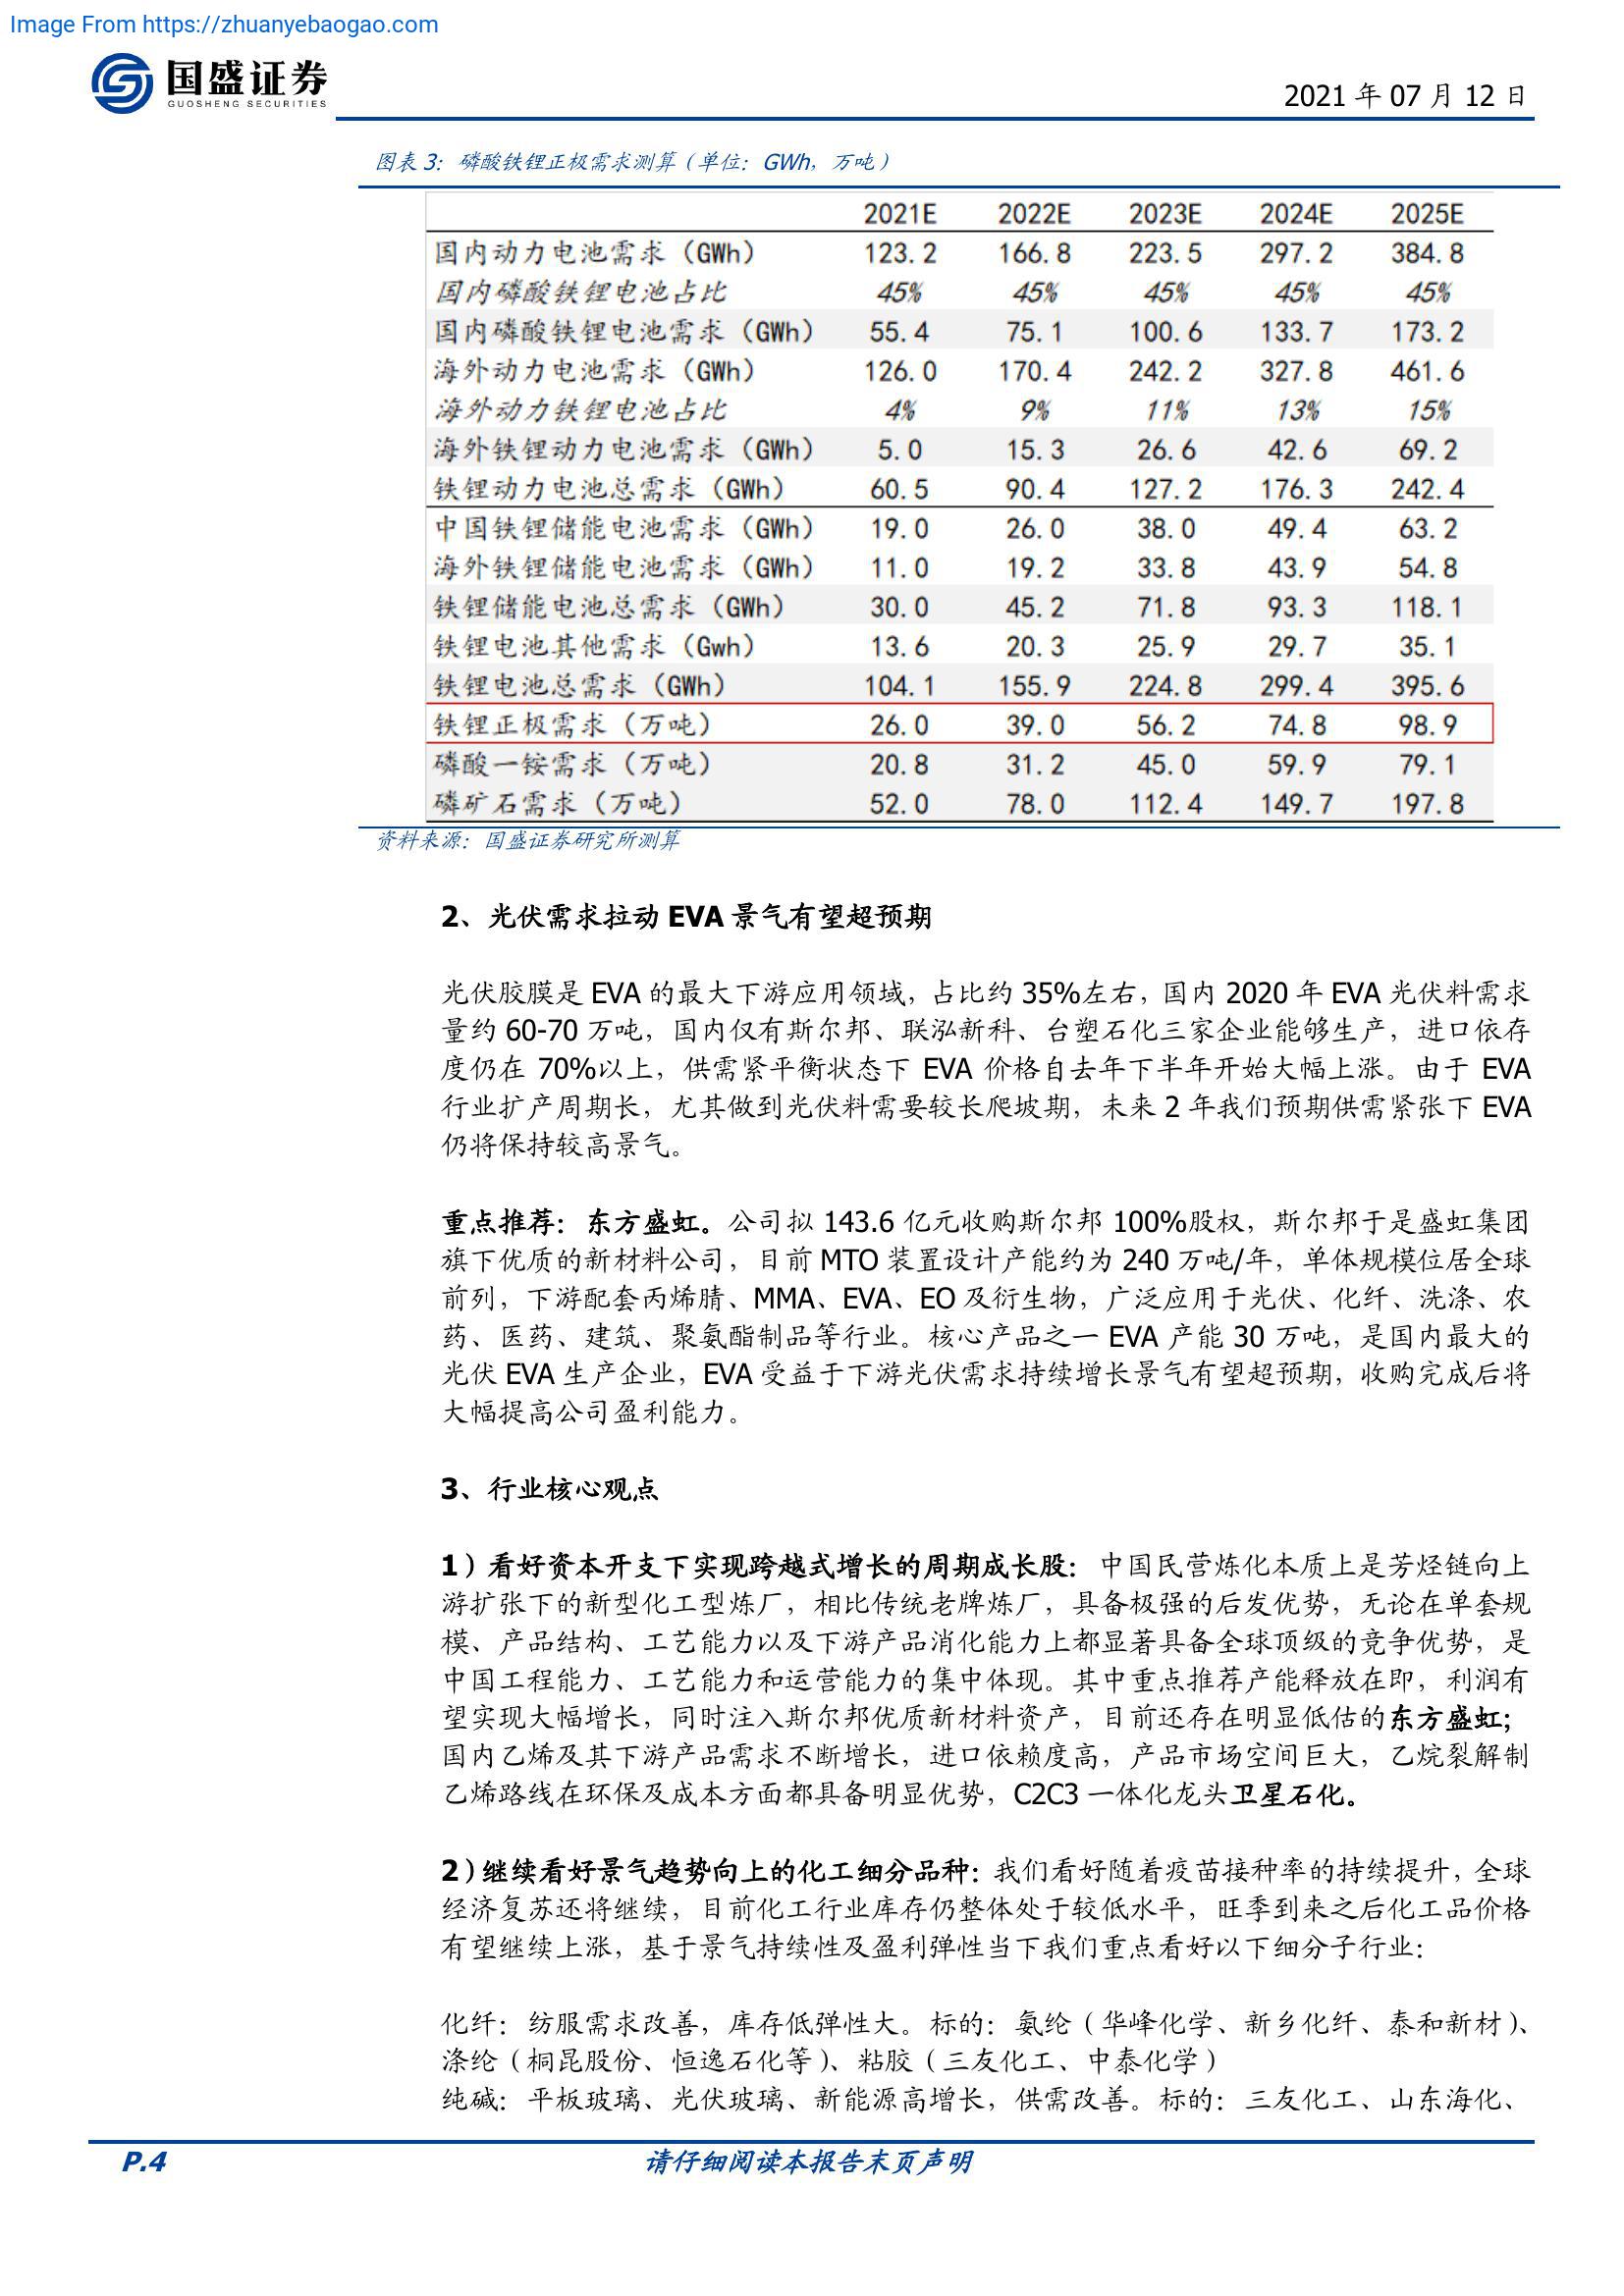 Image From https://zhuanyebaogao.com
国盛证券
GUOSHENG SECURITIES
2021 年 07 月 12 日
图表 3：磷酸铁锂正极需求测算（单位：GWh，万吨）
2021E 2022E 2023E 2024E 2025E
国内动力电池需求（GWh） 123.2 166.8 223.5 297.2 384.8
国内磷酸铁锂电池占比 45% 45% 45% 45% 45%
国内磷酸铁锂电池需求（GWh） 55.4 75.1 100.6 133.7 173.2
海外动力电池需求（GWh） 126.0 170.4 242.2 327.8 461.6
海外动力铁锂电池占比 4% 9% 11% 13% 15%
海外铁锂动力电池需求（GWh） 5.0 15.3 26.6 42.6 69.2
铁锂动力电池总需求（GWh） 60.5 90.4 127.2 176.3 242.4
中国铁锂储能电池需求（GWh） 19.0 26.0 38.0 49.4 63.2
海外铁锂储能电池需求（GWh） 11.0 19.2 33.8 43.9 54.8
铁锂储能电池总需求（GWh） 30.0 45.2 71.8 93.3 118.1
铁锂电池其他需求（Gwh） 13.6 20.3 25.9 29.7 35.1
铁锂电池总需求（GWh） 104.1 155.9 224.8 299.4 395.6
铁锂正极需求（万吨） 26.0 39.0 56.2 74.8 98.9
磷酸一铵需求（万吨） 20.8 31.2 45.0 59.9 79.1
磷矿石需求（万吨） 52.0 78.0 112.4 149.7 197.8
资料来源：国盛证券研究所测算
2、光伏需求拉动 EVA 景气有望超预期
光伏胶膜是 EVA 的最大下游应用领域，占比约 35%左右，国内 2020 年 EVA 光伏料需求
量约 60-70 万吨，国内仅有斯尔邦、联泓新科、台塑石化三家企业能够生产，进口依存
度仍在 70%以上，供需紧平衡状态下 EVA 价格自去年下半年开始大幅上涨。由于 EVA
行业扩产周期长，尤其做到光伏料需要较长爬坡期，未来 2 年我们预期供需紧张下 EVA
仍将保持较高景气。
重点推荐：东方盛虹。公司拟 143.6 亿元收购斯尔邦 100%股权，斯尔邦于是盛虹集团
旗下优质的新材料公司，目前 MTO 装置设计产能约为 240 万吨/年，单体规模位居全球
前列，下游配套丙烯腈、MMA、EVA、EO 及衍生物，广泛应用于光伏、化纤、洗涤、农
药、医药、建筑、聚氨酯制品等行业。核心产品之一 EVA 产能 30 万吨，是国内最大的
光伏 EVA 生产企业，EVA 受益于下游光伏需求持续增长景气有望超预期，收购完成后将
大幅提高公司盈利能力。
3、行业核心观点
1）看好资本开支下实现跨越式增长的周期成长股：中国民营炼化本质上是芳烃链向上
游扩张下的新型化工型炼厂，相比传统老牌炼厂，具备极强的后发优势，无论在单套规
模、产品结构、工艺能力以及下游产品消化能力上都显著具备全球顶级的竞争优势，是
中国工程能力、工艺能力和运营能力的集中体现。其中重点推荐产能释放在即，利润有
望实现大幅增长，同时注入斯尔邦优质新材料资产，目前还存在明显低估的东方盛虹；
国内乙烯及其下游产品需求不断增长，进口依赖度高，产品市场空间巨大，乙烷裂解制
乙烯路线在环保及成本方面都具备明显优势，C2C3 一体化龙头卫星石化。
2）继续看好景气趋势向上的化工细分品种：我们看好随着疫苗接种率的持续提升，全球
经济复苏还将继续，目前化工行业库存仍整体处于较低水平，旺季到来之后化工品价格
有望继续上涨，基于景气持续性及盈利弹性当下我们重点看好以下细分子行业：
化纤：纺服需求改善，库存低弹性大。标的：氨纶（华峰化学、新乡化纤、泰和新材）、
涤纶（桐昆股份、恒逸石化等）、粘胶（三友化工、中泰化学）
纯碱：平板玻璃、光伏玻璃、新能源高增长，供需改善。标的：三友化工、山东海化、
P.4
请仔细阅读本报告末页声明